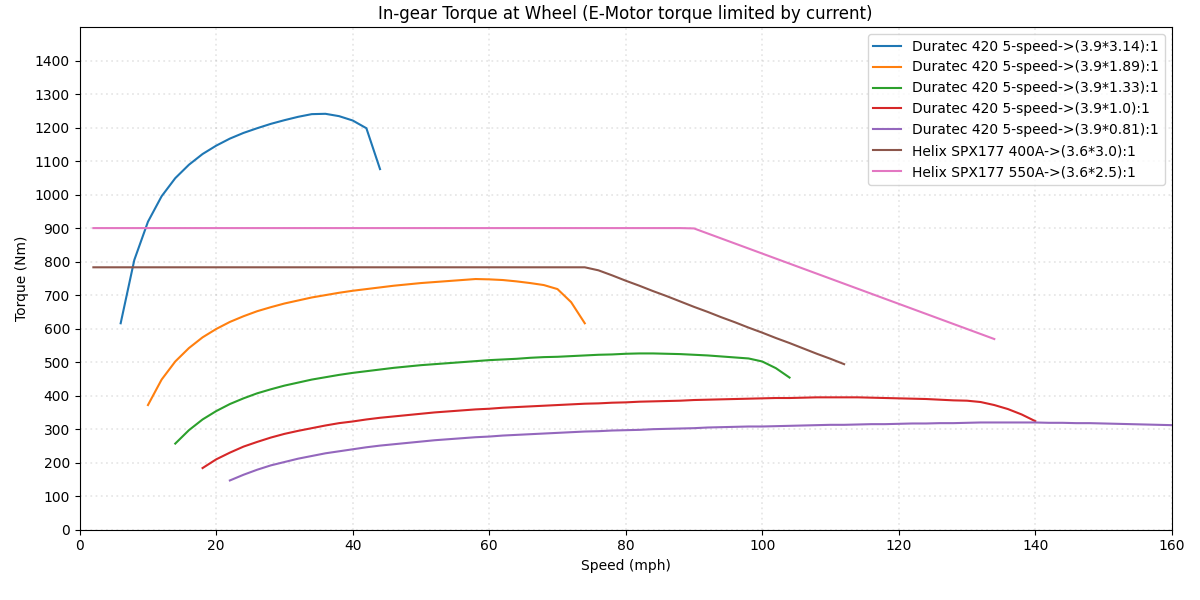 In-gear Torque at Wheel (E-Motor torque limited by current)
Torque (Nm)
1400
1300
1200
1100
1000
900
800
700
600
500
400
300
200
100
0
Duratec 420 5-speed->(3.9*3.14):1
Duratec 420 5-speed->(3.9*1.89):1
Duratec 420 5-speed->(3.9*1.33):1
Duratec 420 5-speed->(3.9*1.0):1
Duratec 420 5-speed->(3.9*0.81):1
Helix SPX177 400A->(3.6*3.0):1
Helix SPX177 550A->(3.6*2.5):1
0 20 40 60 80 100 120 140 160
Speed (mph)